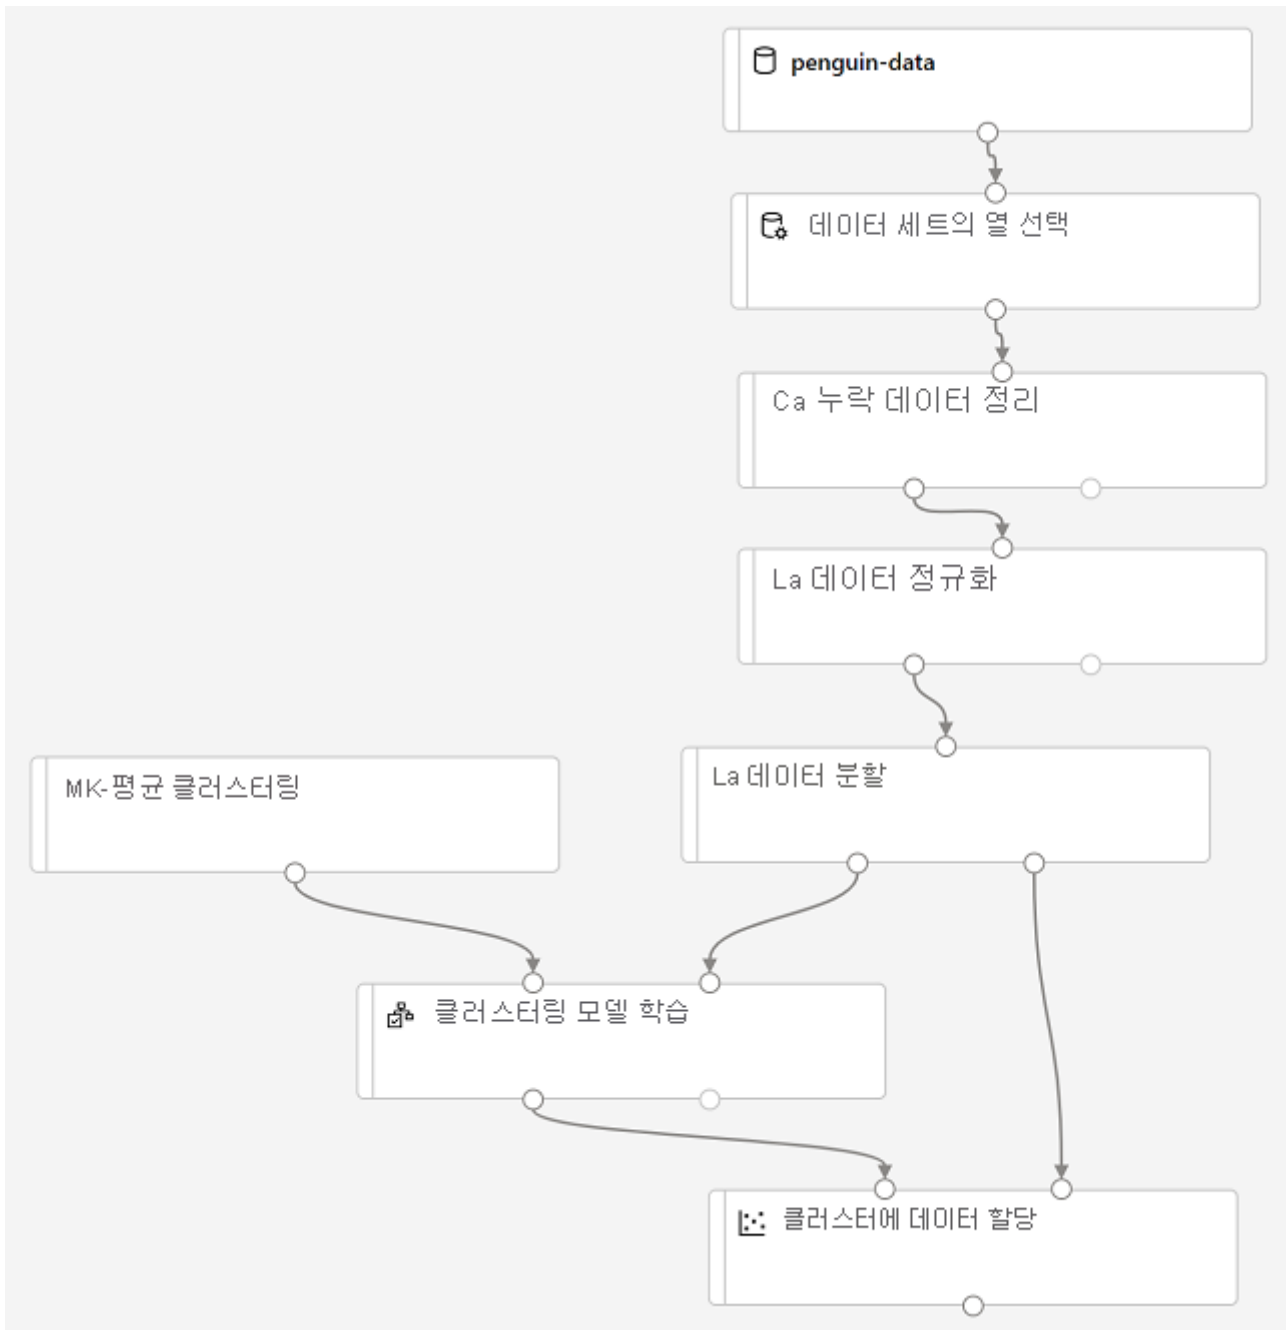 penguin-data
데이터 세트의 열 선택
Ca 누락 데이터 정리
La 데이터 정규화
MK-평균 클러스터링
La 데이터 분할
클러스터링 모델 학습
클러스터에 데이터 할당